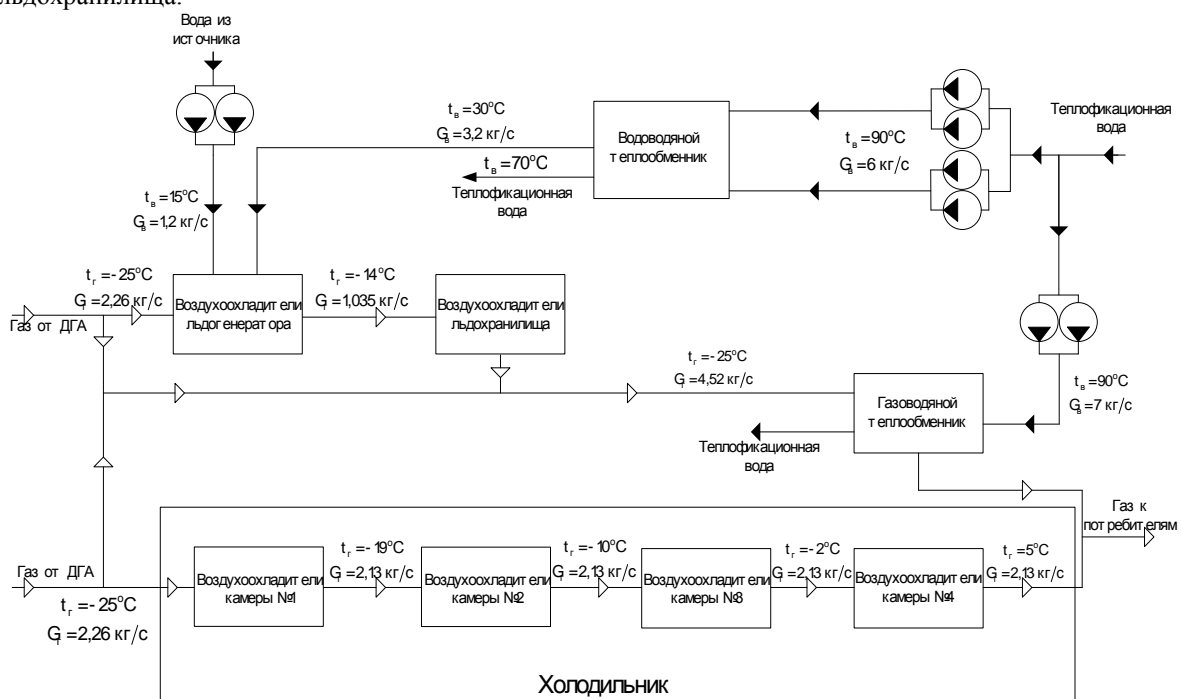 льдохранилища.
Вода из
источника
tв=30°C
Gв=3,2 кг/с
tв=70°C
Теплофикационная
вода
Водоводяной
теплообменник
tв=90°C
Gв=6 кг/с
Теплофикационная
вода
tв=15°C
Gв=1,2 кг/с
tг=-25°C
Gг=2,26 кг/с
Газ от ДГА
Воздухоохладители
льдогенератора
tг=-14°C
Gг=1,035 кг/с
Воздухоохладители
льдохранилища
tг=-25°C
Gг=4,52 кг/с
tв=90°C
Gв=7 кг/с
Газоводяной
теплообменник
Теплофикационная
вода
Газ к
потребителям
Газ от ДГА
tг=-25°C
Gг=2,26 кг/с
Воздухоохладители
камеры №1
tг=-19°C
Gг=2,13 кг/с
Воздухоохладители
камеры №2
tг=-10°C
Gг=2,13 кг/с
Воздухоохладители
камеры №3
tг=-2°C
Gг=2,13 кг/с
Воздухоохладители
камеры №4
tг=5°C
Gг=2,13 кг/с
Холодильник